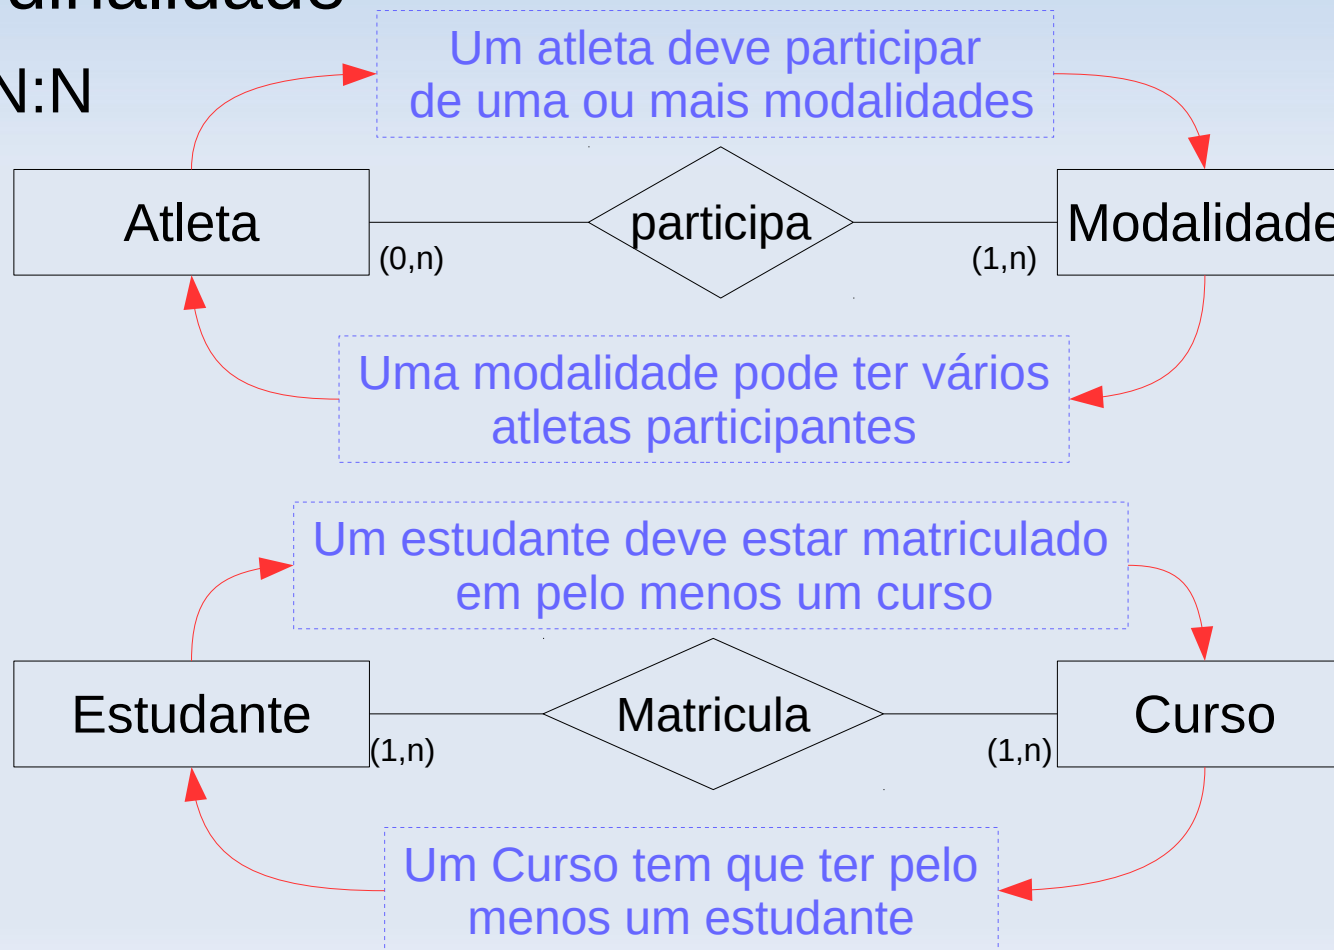 dinalidade
N:N
Um atleta deve participar
de uma ou mais modalidades
Atleta
participa
Modalidade
(0,n)
(1,n)
Uma modalidade pode ter vários
atletas participantes
Um estudante deve estar matriculado
em pelo menos um curso
Estudante
Matricula
Curso
(1,n)
(1,n)
Um Curso tem que ter pelo
menos um estudante